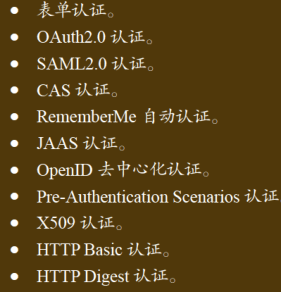 ● 表单认证。
● OAuth2.0 认证。
● SAML2.0 认证。
● CAS 认证。
● RememberMe 自动认证。
● JAAS 认证。
● OpenID 去中心化认证。
● Pre-Authentication Scenarios 认证
● X509 认证。
● HTTP Basic 认证。
● HTTP Digest 认证。